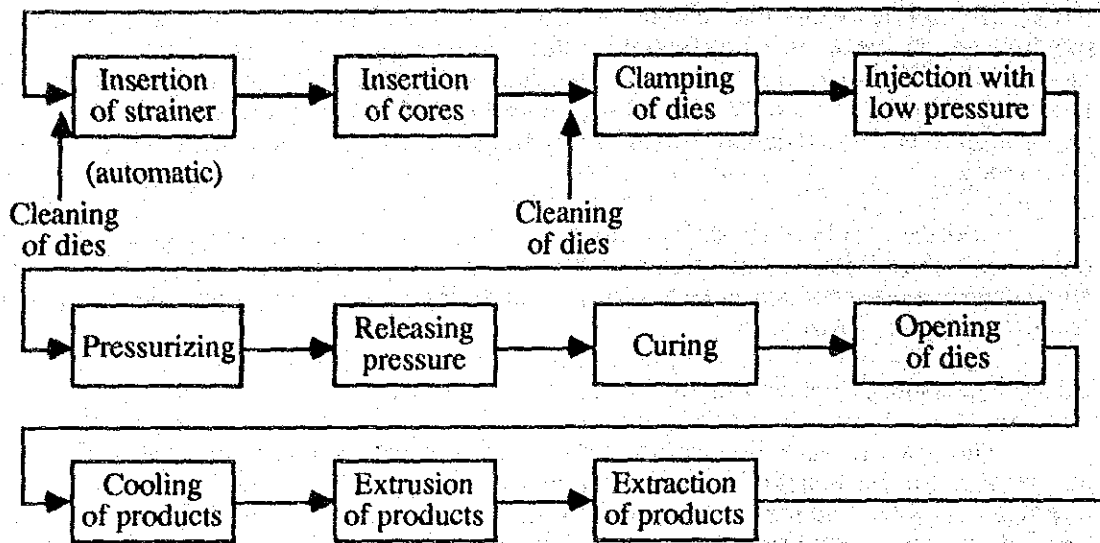 Insertion
of strainer
Insertion
of cores
Clamping
of dies
Injection with
low pressure
(automatic)
Cleaning
of dies
Cleaning
of dies
Pressurizing
Releasing
pressure
Curing
Opening
of dies
Cooling
of products
Extrusion
of products
Extraction
of products